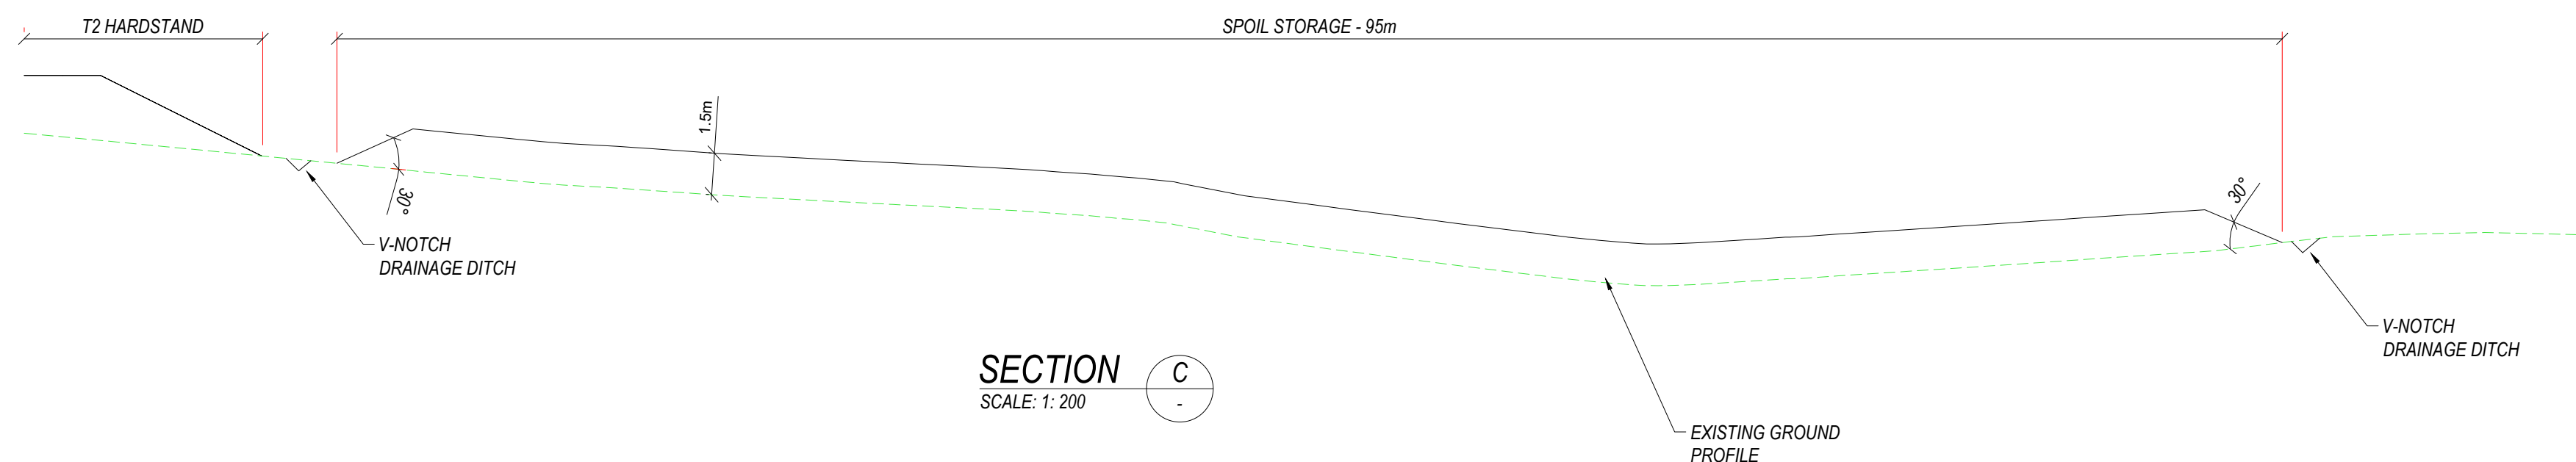 T2 HARDSTAND
SPOIL STORAGE - 95m
1.5m
30°
30°
V-NOTCH
DRAINAGE DITCH
V-NOTCH
DRAINAGE DITCH
SECTION
C
SCALE: 1: 200
-
EXISTING GROUND
PROFILE